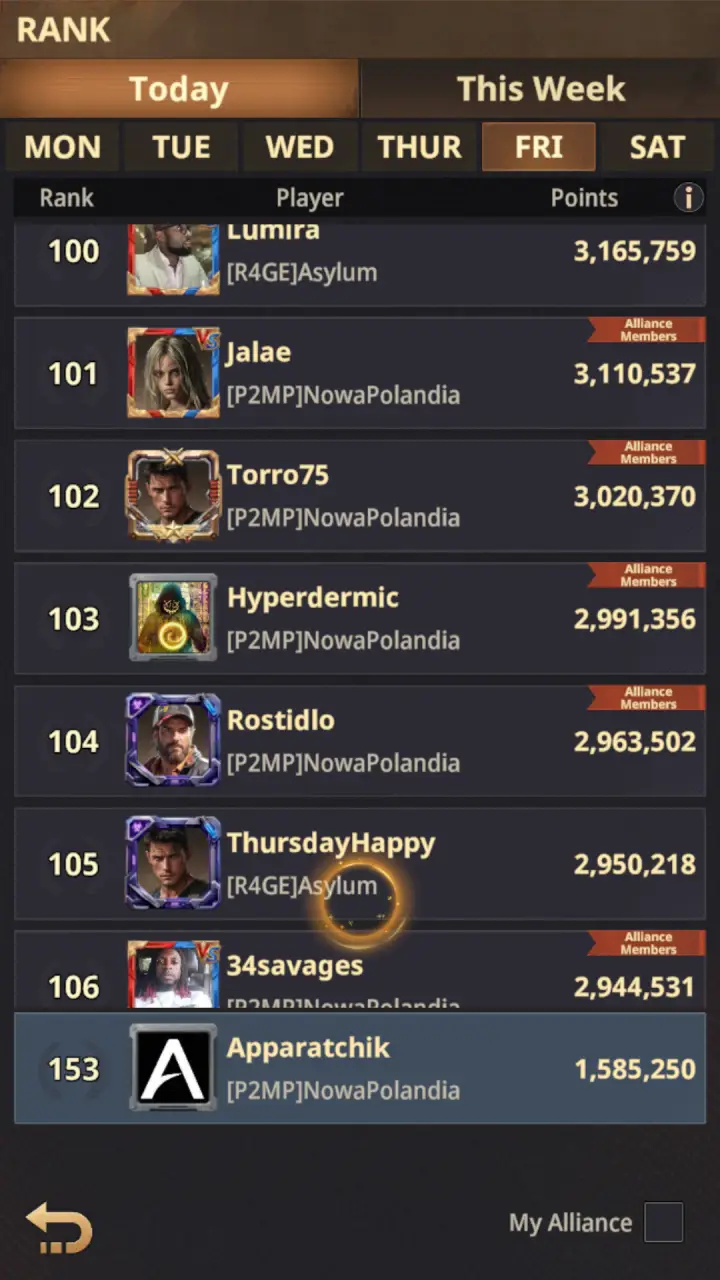 RANK
Today
This Week
MON
TUE
WED
THUR
FRI
SAT
Rank
Player
Points
i
100
Lumira
3,165,759
[R4GE]Asylum
Alliance
Members
101
Jalae
3,110,537
[P2MP]NowaPolandia
Alliance
Members
102
Torro75
3,020,370
[P2MP]NowaPolandia
Alliance
Members
103
Hyperdermic
2,991,356
[P2MP]NowaPolandia
Alliance
Members
104
Rostidlo
2,963,502
[P2MP]NowaPolandia
105
ThursdayHappy
2,950,218
[R4GE]Asylum
Alliance
Members
106
34savages
2,944,531
[P2MP]NowaPolandia
153
Apparatchik
1,585,250
[P2MP]NowaPolandia
My Alliance